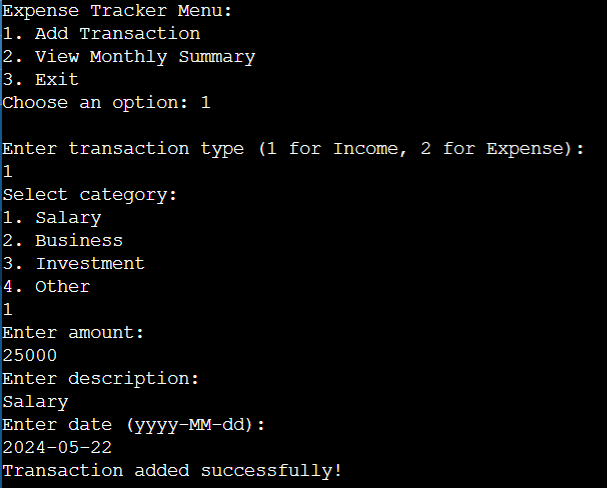 Expense Tracker Menu:
1. Add Transaction
2. View Monthly Summary
3. Exit
Choose an option: 1
Enter transaction type (1 for Income, 2 for Expense):
1
Select category:
1. Salary
2. Business
3. Investment
4. Other
1
Enter amount:
25000
Enter description:
Salary
Enter date (yyyy-MM-dd):
2024-05-22
Transaction added successfully!